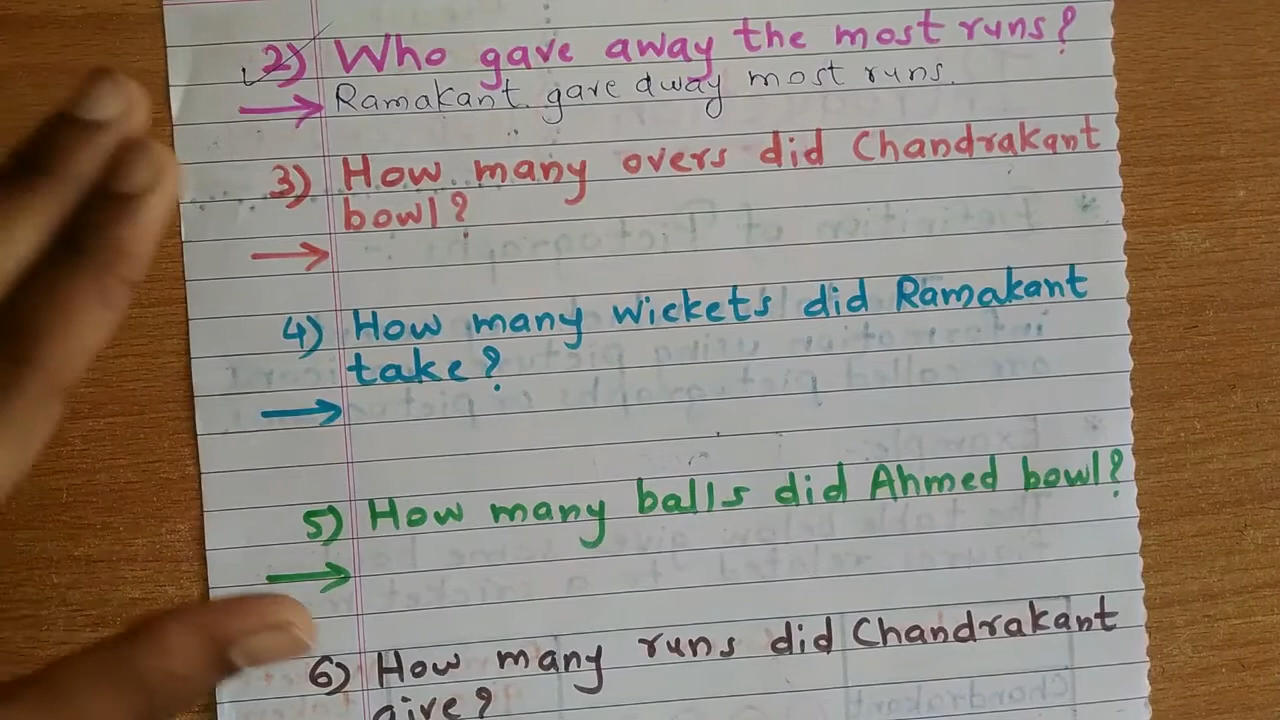 2) Who gave away the most runs?
Ramakant gave away most runs.
3) How many overs did Chandrakant
bowl?
4) How many wickets did Ramakant
take?
5) How many balls did Ahmed bowl?
6) How many runs did Chandrakant
give?